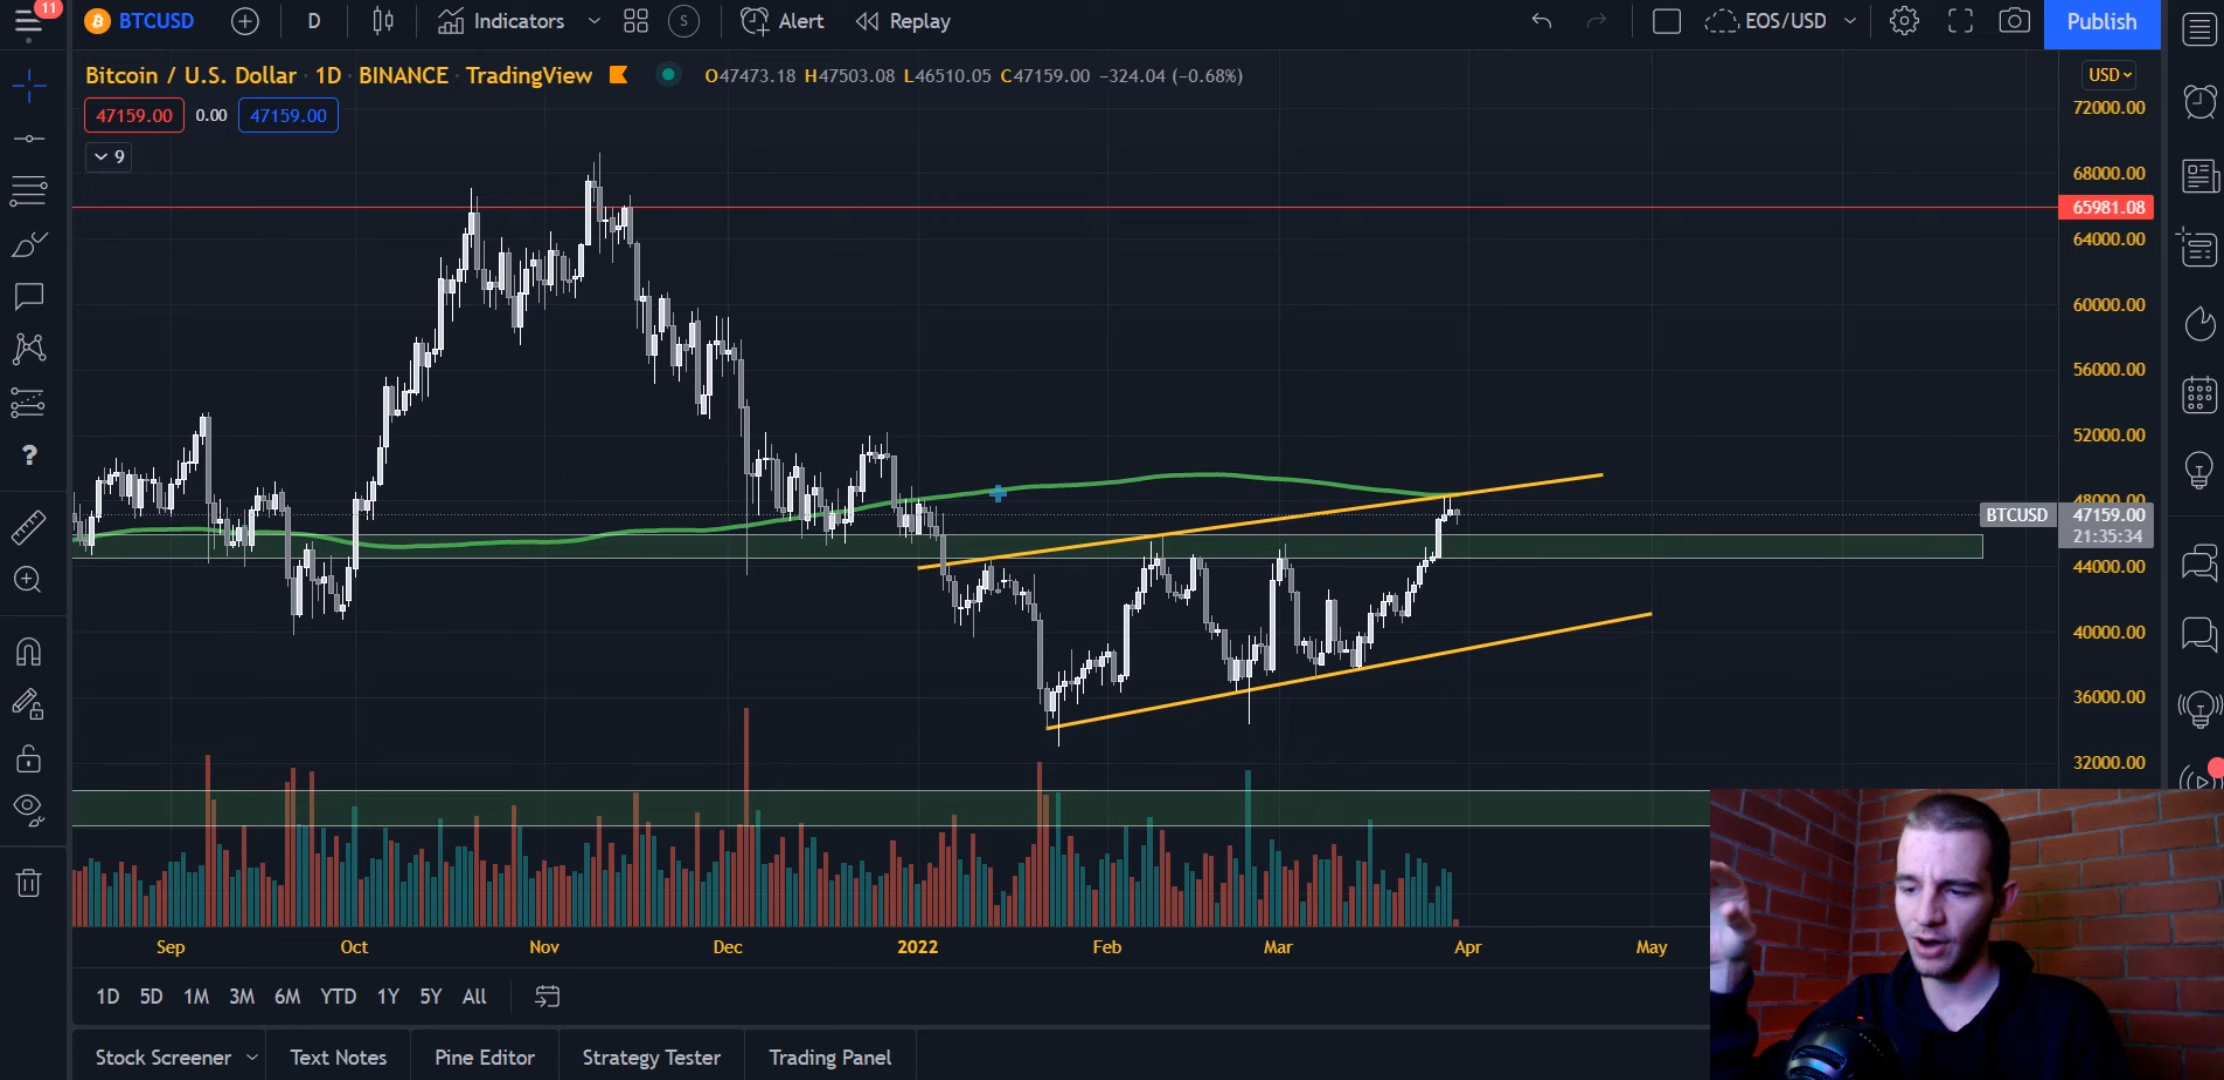 11
BTCUSD D Indicators S Alert Replay EOS/USD Publish
Bitcoin / U.S. Dollar · 1D · BINANCE · TradingView O47473.18 H47503.08 L46510.05 C47159.00 −324.04 (−0.68%)
USD
47159.00 0.00 47159.00
9
72000.00
68000.00
65981.08
64000.00
60000.00
56000.00
52000.00
48000.00
BTCUSD 47159.00
21:35:34
44000.00
40000.00
36000.00
32000.00
Sep Oct Nov Dec 2022 Feb Mar Apr May
1D 5D 1M 3M 6M YTD 1Y 5Y All
Stock Screener Text Notes Pine Editor Strategy Tester Trading Panel